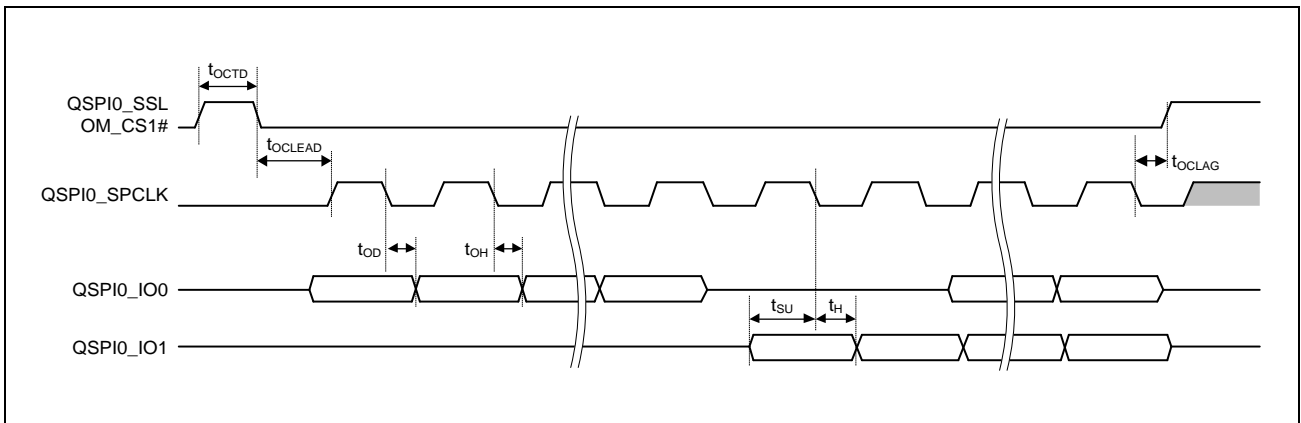 tOCTD
QSPI0_SSL
OM_CS1#
tOCLEAD
tOCLAG
QSPI0_SPCLK
tOD
tOH
QSPI0_IO0
tSU
tH
QSPI0_IO1